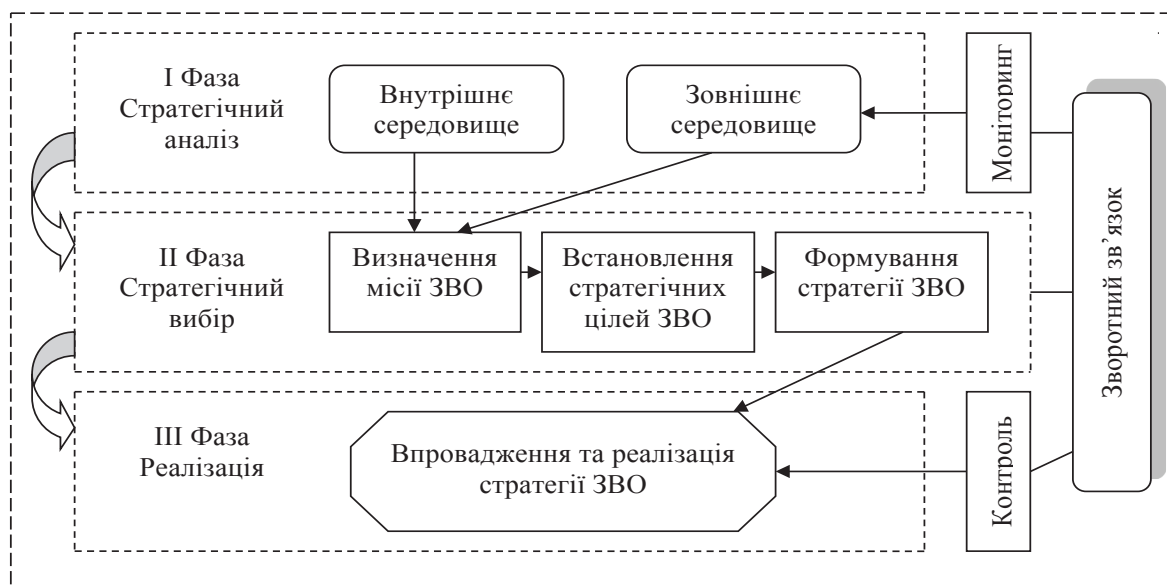 I Фаза
Стратегічний
аналіз
Внутрішнє
середовище
Зовнішнє
середовище
Моніторинг
II Фаза
Стратегічний
вибір
Визначення
місії ЗВО
Встановлення
стратегічних
цілей ЗВО
Формування
стратегії ЗВО
Зворотний зв’язок
III Фаза
Реалізація
Впровадження та реалізація
стратегії ЗВО
Контроль